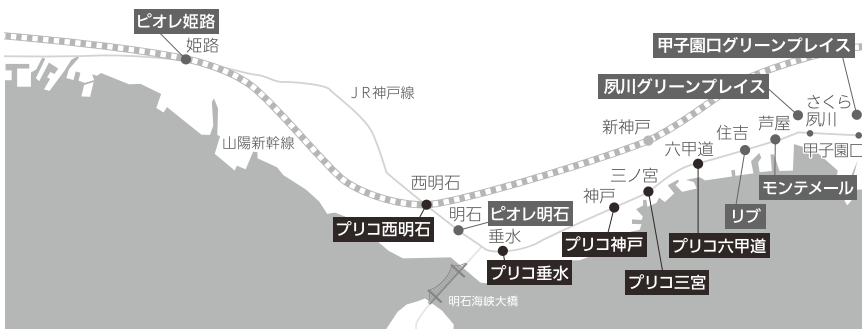 ピオレ姫路
姫路
甲子園口グリーンプレイス
夙川グリーンプレイス
JR神戸線
さくら
夙川
新神戸
芦屋
住吉
山陽新幹線
六甲道
甲子園口
西明石
三ノ宮
神戸
モンテメール
明石
ピオレ明石
リブ
プリコ西明石
垂水
プリコ神戸
プリコ六甲道
プリコ垂水
プリコ三宮
明石海峡大橋